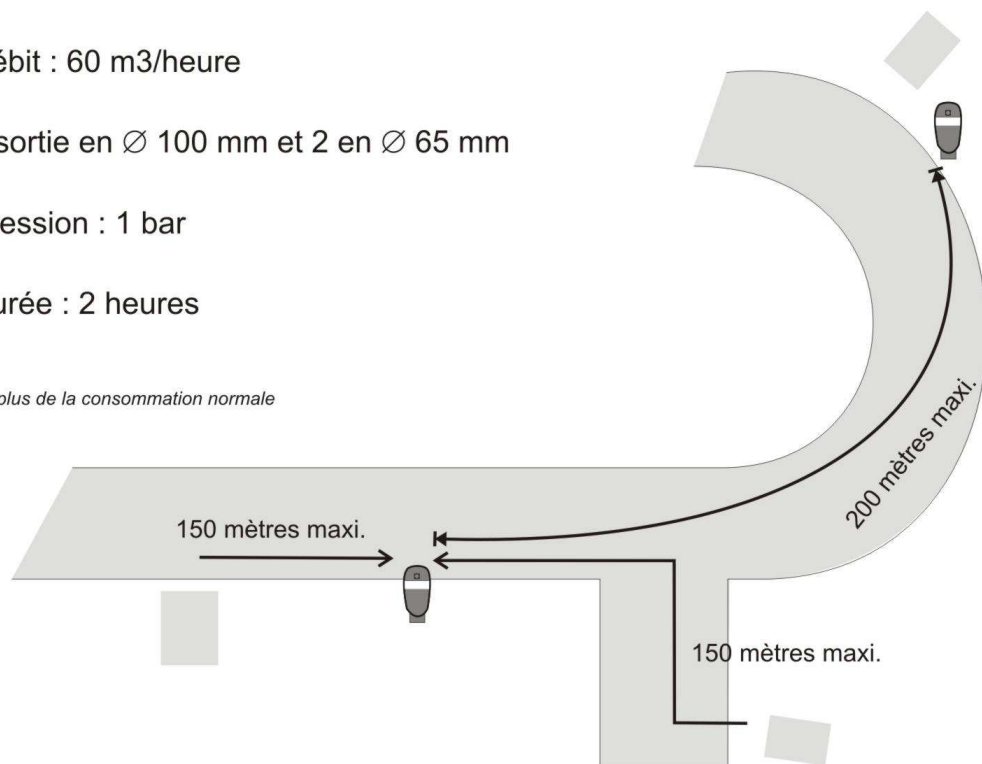 ébit : 60 m3/heure
sortie en ∅ 100 mm et 2 en ∅ 65 mm
ession : 1 bar
urée : 2 heures
plus de la consommation normale
150 mètres maxi.
200 mètres maxi.
150 mètres maxi.